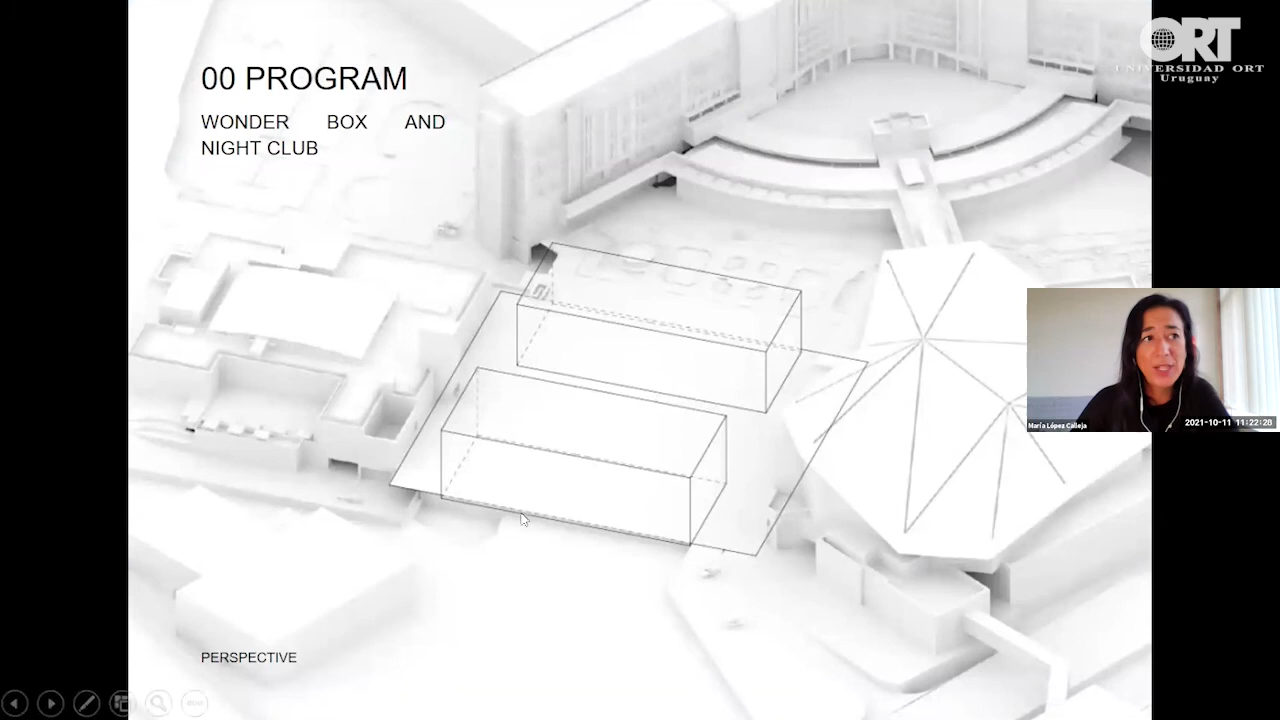 00 PROGRAM
WONDER BOX AND
NIGHT CLUB
ORT
UNIVERSIDAD ORT
Uruguay
María López Calleja
2021-10-11 11:22:28
PERSPECTIVE